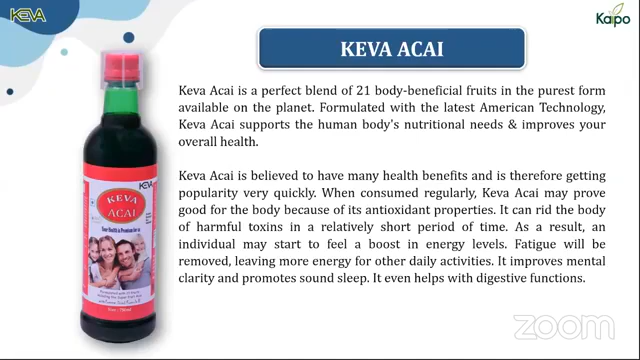 KEVA
Kaipo
KEVA ACAI
Keva Acai is a perfect blend of 21 body-beneficial fruits in the purest form
available on the planet. Formulated with the latest American Technology,
Keva Acai supports the human body's nutritional needs & improves your
overall health.
Keva Acai is believed to have many health benefits and is therefore getting
popularity very quickly. When consumed regularly, Keva Acai may prove
good for the body because of its antioxidant properties. It can rid the body
of harmful toxins in a relatively short period of time. As a result, an
individual may start to feel a boost in energy levels. Fatigue will be
removed, leaving more energy for other daily activities. It improves mental
clarity and promotes sound sleep. It even helps with digestive functions.
KEVA
KEVA
ACAI
zoom